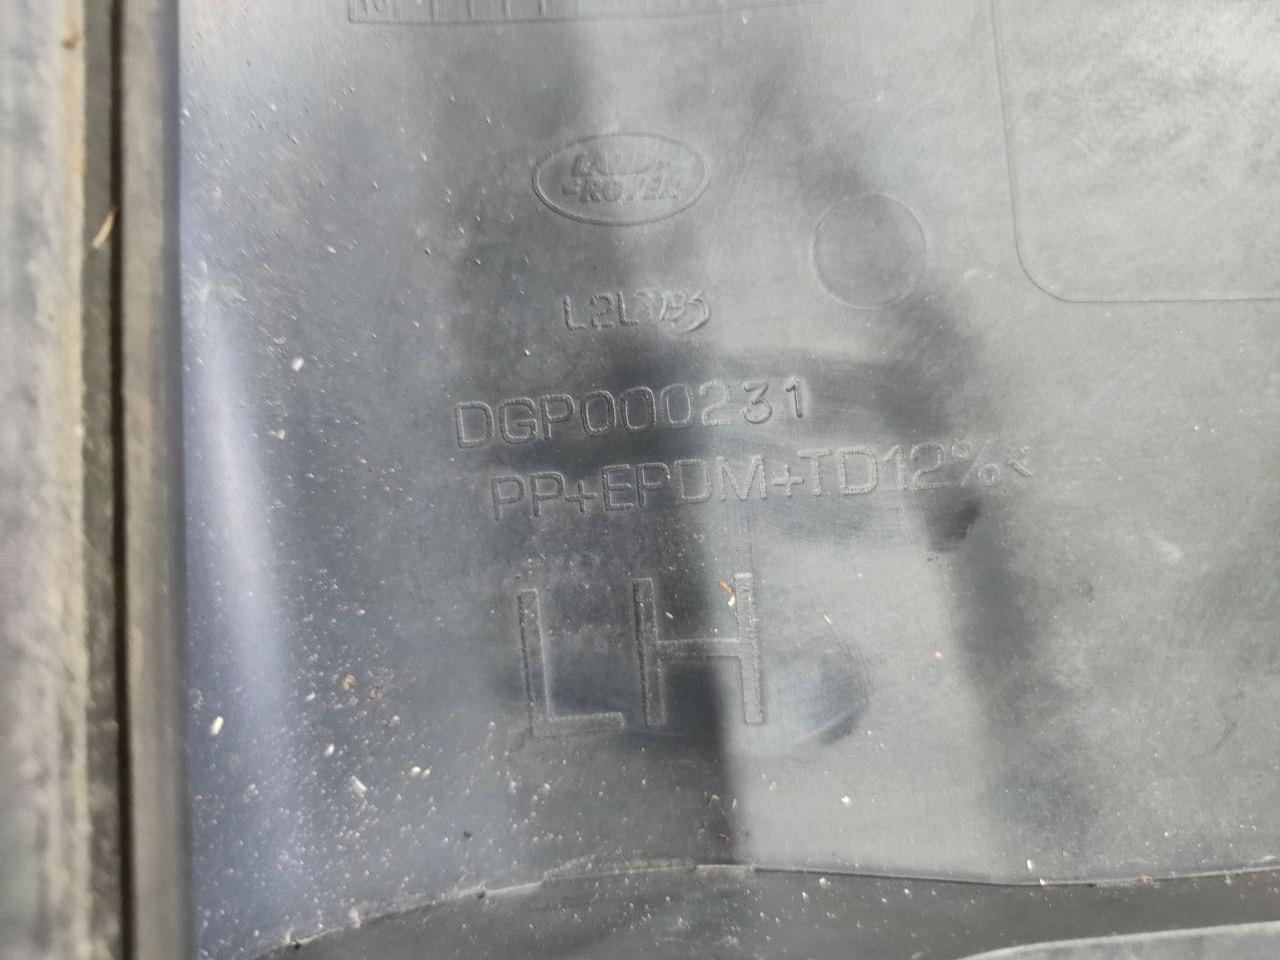 LAND-
-ROVER
DGP000231
PP+EPDM+TD12%<
LH